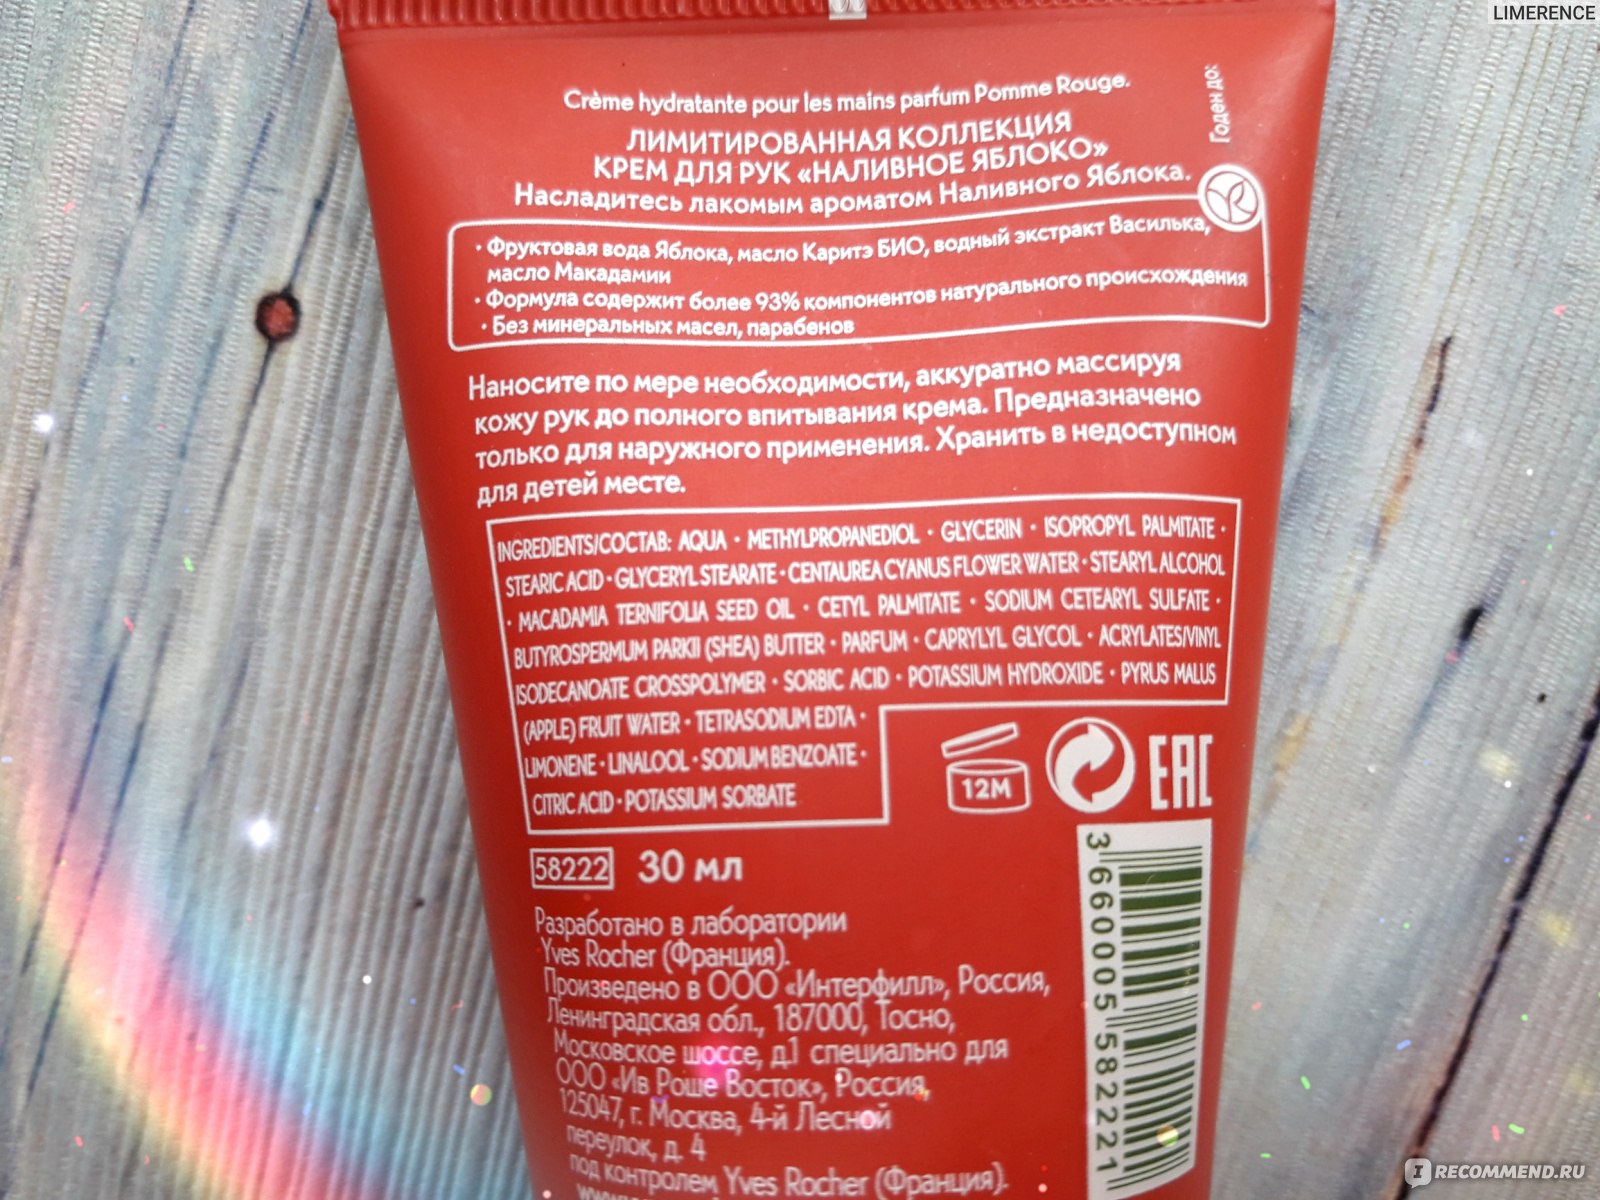 LIMERENCE
Crème hydratante pour les mains parfum Pomme Rouge.
ЛИМИТИРОВАННАЯ КОЛЛЕКЦИЯ
КРЕМ ДЛЯ РУК «НАЛИВНОЕ ЯБЛОКО»
Насладитесь лакомым ароматом Наливного Яблока.
Годен до:
• Фруктовая вода Яблока, масло Каритэ БИО, водный экстракт Василька,
масло Макадамии
• Формула содержит более 93% компонентов натурального происхождения
• Без минеральных масел, парабенов
Наносите по мере необходимости, аккуратно массируя
кожу рук до полного впитывания крема. Предназначено
только для наружного применения. Хранить в недоступном
для детей месте.
INGREDIENTS/СОСТАВ: AQUA • METHYLPROPANEDIOL • GLYCERIN • ISOPROPYL PALMITATE •
STEARIC ACID • GLYCERYL STEARATE • CENTAUREA CYANUS FLOWER WATER • STEARYL ALCOHOL
• MACADAMIA TERNIFOLIA SEED OIL • CETYL PALMITATE • SODIUM CETEARYL SULFATE •
BUTYROSPERMUM PARKII (SHEA) BUTTER • PARFUM • CAPRYLYL GLYCOL • ACRYLATES/VINYL
ISODECANOATE CROSSPOLYMER • SORBIC ACID • POTASSIUM HYDROXIDE • PYRUS MALUS
(APPLE) FRUIT WATER • TETRASODIUM EDTA •
LIMONENE • LINALOOL • SODIUM BENZOATE •
CITRIC ACID • POTASSIUM SORBATE
12M
EAC
58222 30 мл
Разработано в лаборатории
Yves Rocher (Франция).
Произведено в ООО «Интерфилл», Россия,
Ленинградская обл., 187000, Тосно,
Московское шоссе, д.1 специально для
ООО «Ив Роше Восток», Россия,
125047, г. Москва, 4-й Лесной
переулок, д. 4
под контролем Yves Rocher (Франция).
3 660005 582221
IRECOMMEND.RU